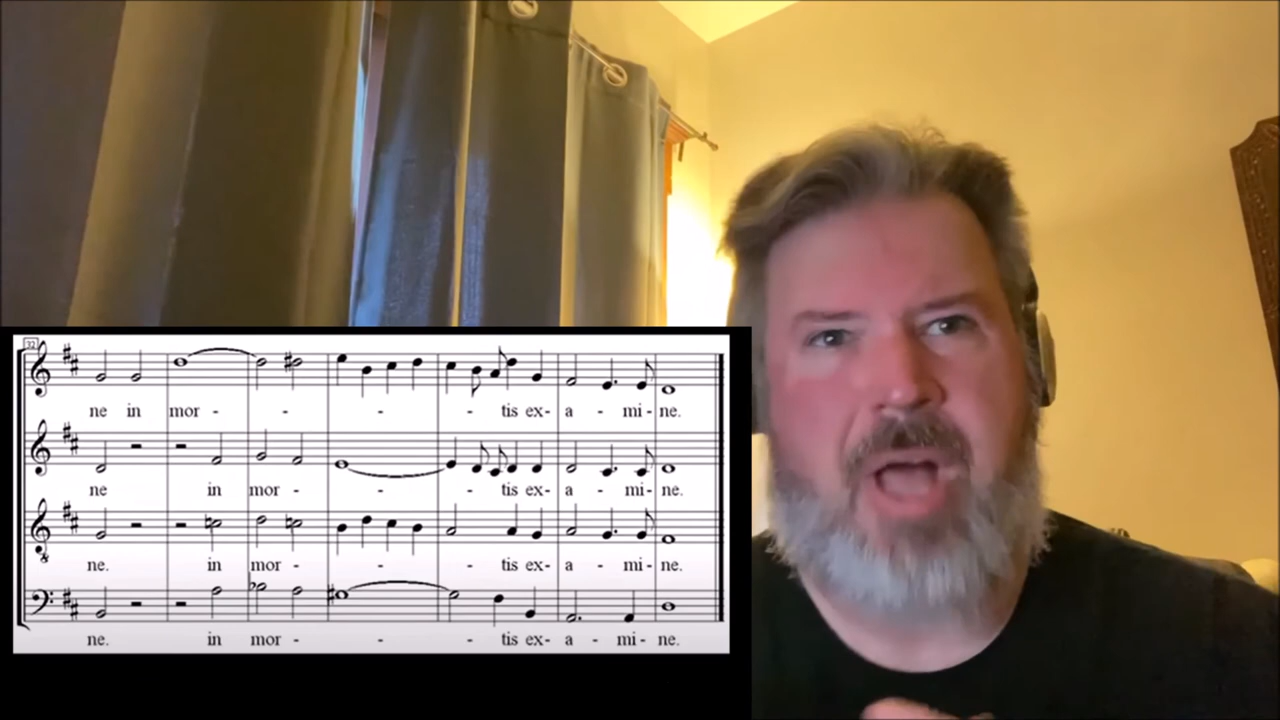 32
ne in mor - - - - tis ex - a - mi - ne.
ne in mor - - - tis ex - a - mi - ne.
8
ne. in mor - - - tis ex - a - mi - ne.
ne. in mor - - - tis ex - a - mi - ne.